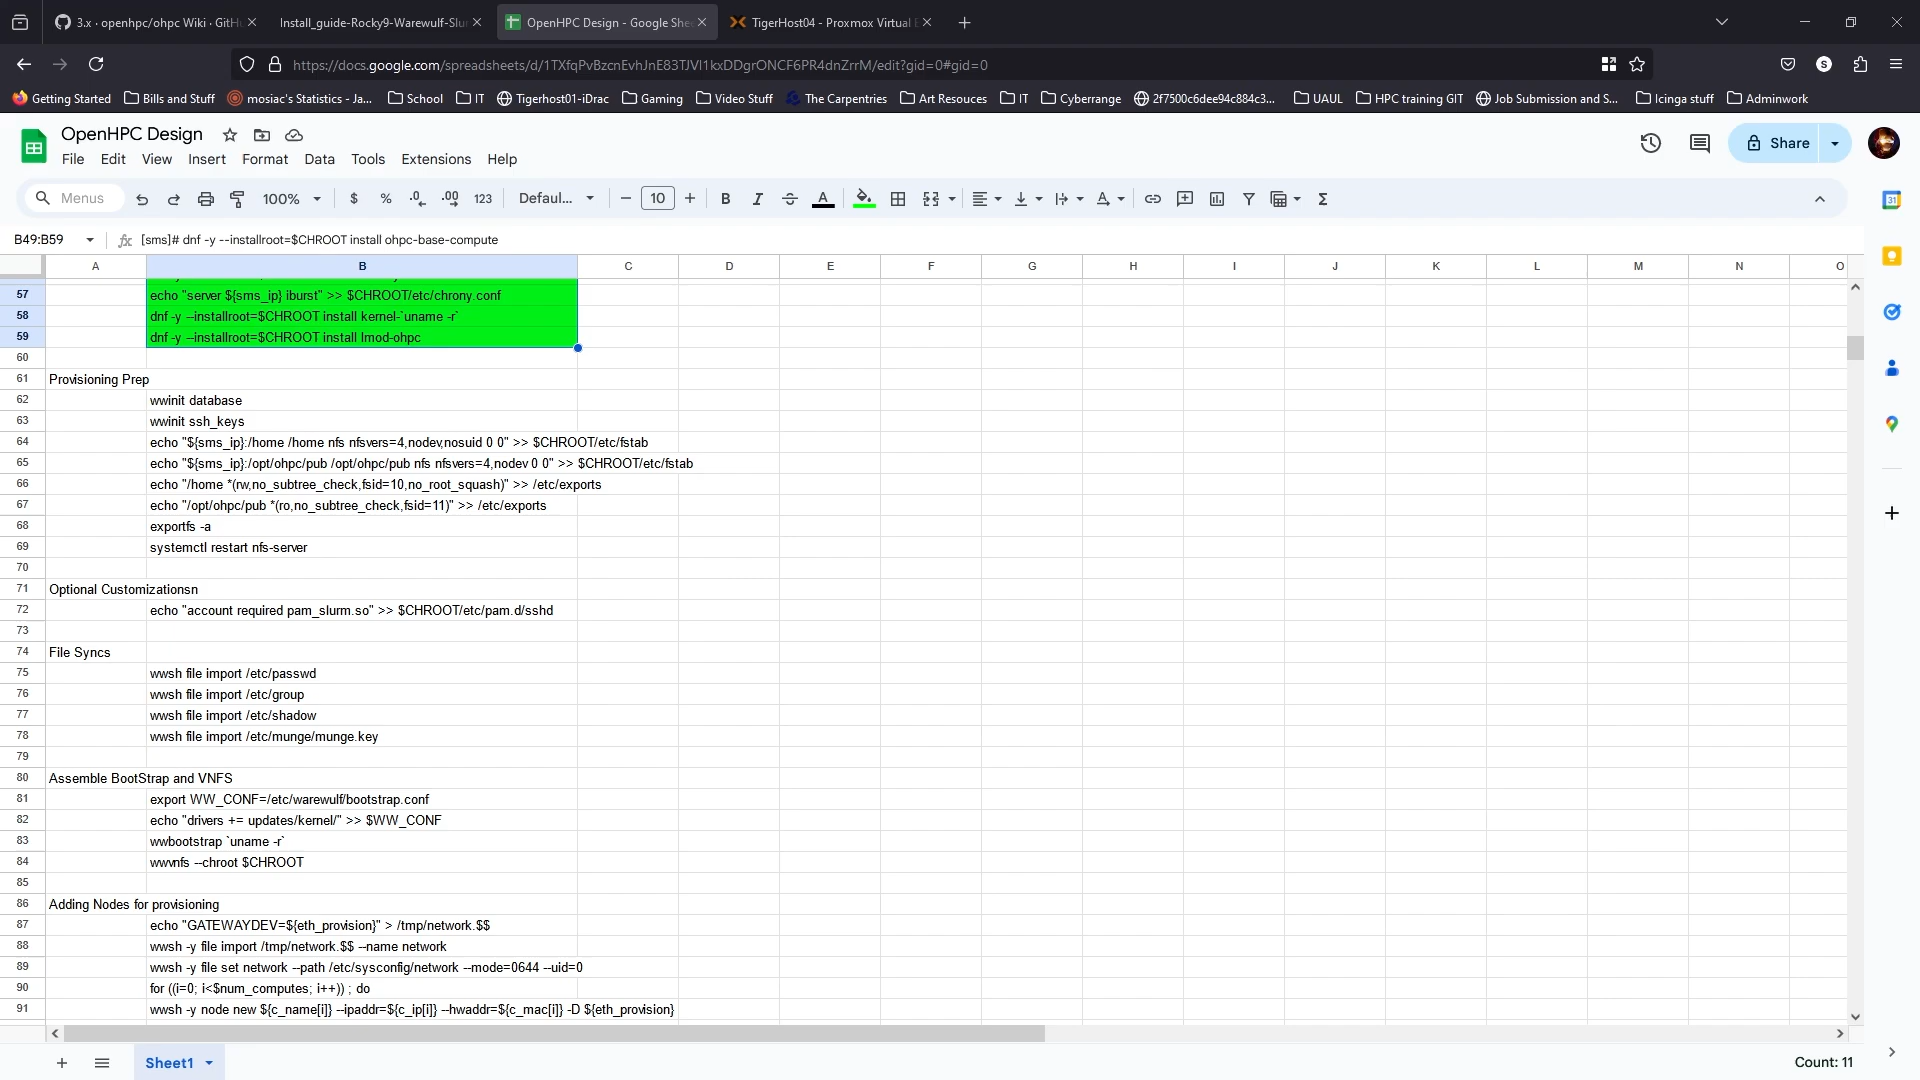 3.x · openhpc/ohpc Wiki · GitH
Install_guide-Rocky9-Warewulf-Slu
OpenHPC Design - Google She
TigerHost04 - Proxmox Virtual
https://docs.google.com/spreadsheets/d/1TXfqPvBzcnEvhJnE83TJVl1kxDDgrONCF6PR4dnZrrM/edit?gid=0#gid=0
Getting Started
Bills and Stuff
mosiac's Statistics - Ja...
School
IT
Tigerhost01-iDrac
Gaming
Video Stuff
The Carpentries
Art Resouces
IT
Cyberrange
2f7500c6dee94c884c3...
UAUL
HPC training GIT
Job Submission and S...
Icinga stuff
Adminwork
OpenHPC Design
Share
File Edit View Insert Format Data Tools Extensions Help
Menus
100%
$ % .0 .00 123
Defaul...
10
B49:B59
[sms]# dnf -y --installroot=$CHROOT install ohpc-base-compute
A B C D E F G H I J K L M N O
57 echo "server ${sms_ip} iburst" >> $CHROOT/etc/chrony.conf
58 dnf -y --installroot=$CHROOT install kernel-`uname -r`
59 dnf -y --installroot=$CHROOT install lmod-ohpc
60
61 Provisioning Prep
62 wwinit database
63 wwinit ssh_keys
64 echo "${sms_ip}:/home /home nfs nfsvers=4,nodev,nosuid 0 0" >> $CHROOT/etc/fstab
65 echo "${sms_ip}:/opt/ohpc/pub /opt/ohpc/pub nfs nfsvers=4,nodev 0 0" >> $CHROOT/etc/fstab
66 echo "/home *(rw,no_subtree_check,fsid=10,no_root_squash)" >> /etc/exports
67 echo "/opt/ohpc/pub *(ro,no_subtree_check,fsid=11)" >> /etc/exports
68 exportfs -a
69 systemctl restart nfs-server
70
71 Optional Customizationsn
72 echo "account required pam_slurm.so" >> $CHROOT/etc/pam.d/sshd
73
74 File Syncs
75 wwsh file import /etc/passwd
76 wwsh file import /etc/group
77 wwsh file import /etc/shadow
78 wwsh file import /etc/munge/munge.key
79
80 Assemble BootStrap and VNFS
81 export WW_CONF=/etc/warewulf/bootstrap.conf
82 echo "drivers += updates/kernel/" >> $WW_CONF
83 wwbootstrap `uname -r`
84 wwvnfs --chroot $CHROOT
85
86 Adding Nodes for provisioning
87 echo "GATEWAYDEV=${eth_provision}" > /tmp/network.$$
88 wwsh -y file import /tmp/network.$$ --name network
89 wwsh -y file set network --path /etc/sysconfig/network --mode=0644 --uid=0
90 for ((i=0; i<$num_computes; i++)) ; do
91 wwsh -y node new ${c_name[i]} --ipaddr=${c_ip[i]} --hwaddr=${c_mac[i]} -D ${eth_provision}
Sheet1
Count: 11